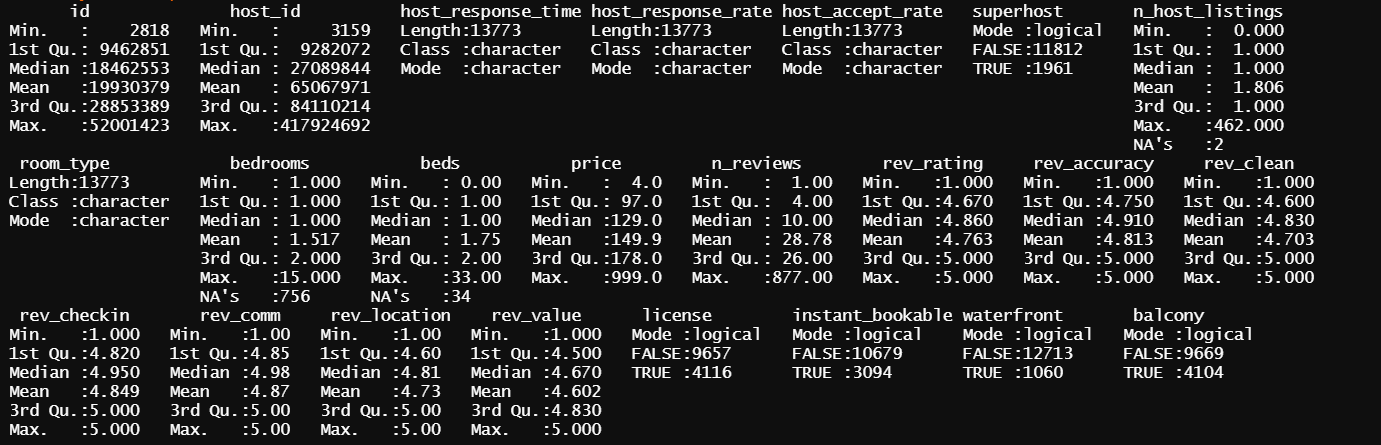 id               host_id          host_response_time host_response_rate host_accept_rate   superhost       n_host_listings
Min.   :    2818   Min.   :     3159   Length:13773       Length:13773       Length:13773       Mode :logical   Min.   :  0.000
1st Qu.: 9462851   1st Qu.:  9282072   Class :character   Class :character   Class :character   FALSE:11812     1st Qu.:  1.000
Median :18462553   Median : 27089844   Mode  :character   Mode  :character   Mode  :character   TRUE :1961      Median :  1.000
Mean   :19930379   Mean   : 65067971                                                                            Mean   :  1.806
3rd Qu.:28853389   3rd Qu.: 84110214                                                                            3rd Qu.:  1.000
Max.   :52001423   Max.   :417924692                                                                            Max.   :462.000
                                                                                                                NA's   :2
 room_type            bedrooms           beds           price         n_reviews        rev_rating     rev_accuracy     rev_clean
Length:13773       Min.   : 1.000   Min.   : 0.00   Min.   :  4.0   Min.   :  1.00   Min.   :1.000   Min.   :1.000   Min.   :1.000
Class :character   1st Qu.: 1.000   1st Qu.: 1.00   1st Qu.: 97.0   1st Qu.:  4.00   1st Qu.:4.670   1st Qu.:4.750   1st Qu.:4.600
Mode  :character   Median : 1.000   Median : 1.00   Median :129.0   Median : 10.00   Median :4.860   Median :4.910   Median :4.830
                   Mean   : 1.517   Mean   : 1.75   Mean   :149.9   Mean   : 28.78   Mean   :4.763   Mean   :4.813   Mean   :4.703
                   3rd Qu.: 2.000   3rd Qu.: 2.00   3rd Qu.:178.0   3rd Qu.: 26.00   3rd Qu.:5.000   3rd Qu.:5.000   3rd Qu.:5.000
                   Max.   :15.000   Max.   :33.00   Max.   :999.0   Max.   :877.00   Max.   :5.000   Max.   :5.000   Max.   :5.000
                   NA's   :756      NA's   :34
 rev_checkin       rev_comm      rev_location     rev_value      license        instant_bookable waterfront       balcony
Min.   :1.000   Min.   :1.00   Min.   :1.00   Min.   :1.000   Mode :logical   Mode :logical    Mode :logical   Mode :logical
1st Qu.:4.820   1st Qu.:4.85   1st Qu.:4.60   1st Qu.:4.500   FALSE:9657      FALSE:10679      FALSE:12713     FALSE:9669
Median :4.950   Median :4.98   Median :4.81   Median :4.670   TRUE :4116      TRUE :3094       TRUE :1060      TRUE :4104
Mean   :4.849   Mean   :4.87   Mean   :4.73   Mean   :4.602
3rd Qu.:5.000   3rd Qu.:5.00   3rd Qu.:5.00   3rd Qu.:4.830
Max.   :5.000   Max.   :5.00   Max.   :5.00   Max.   :5.000